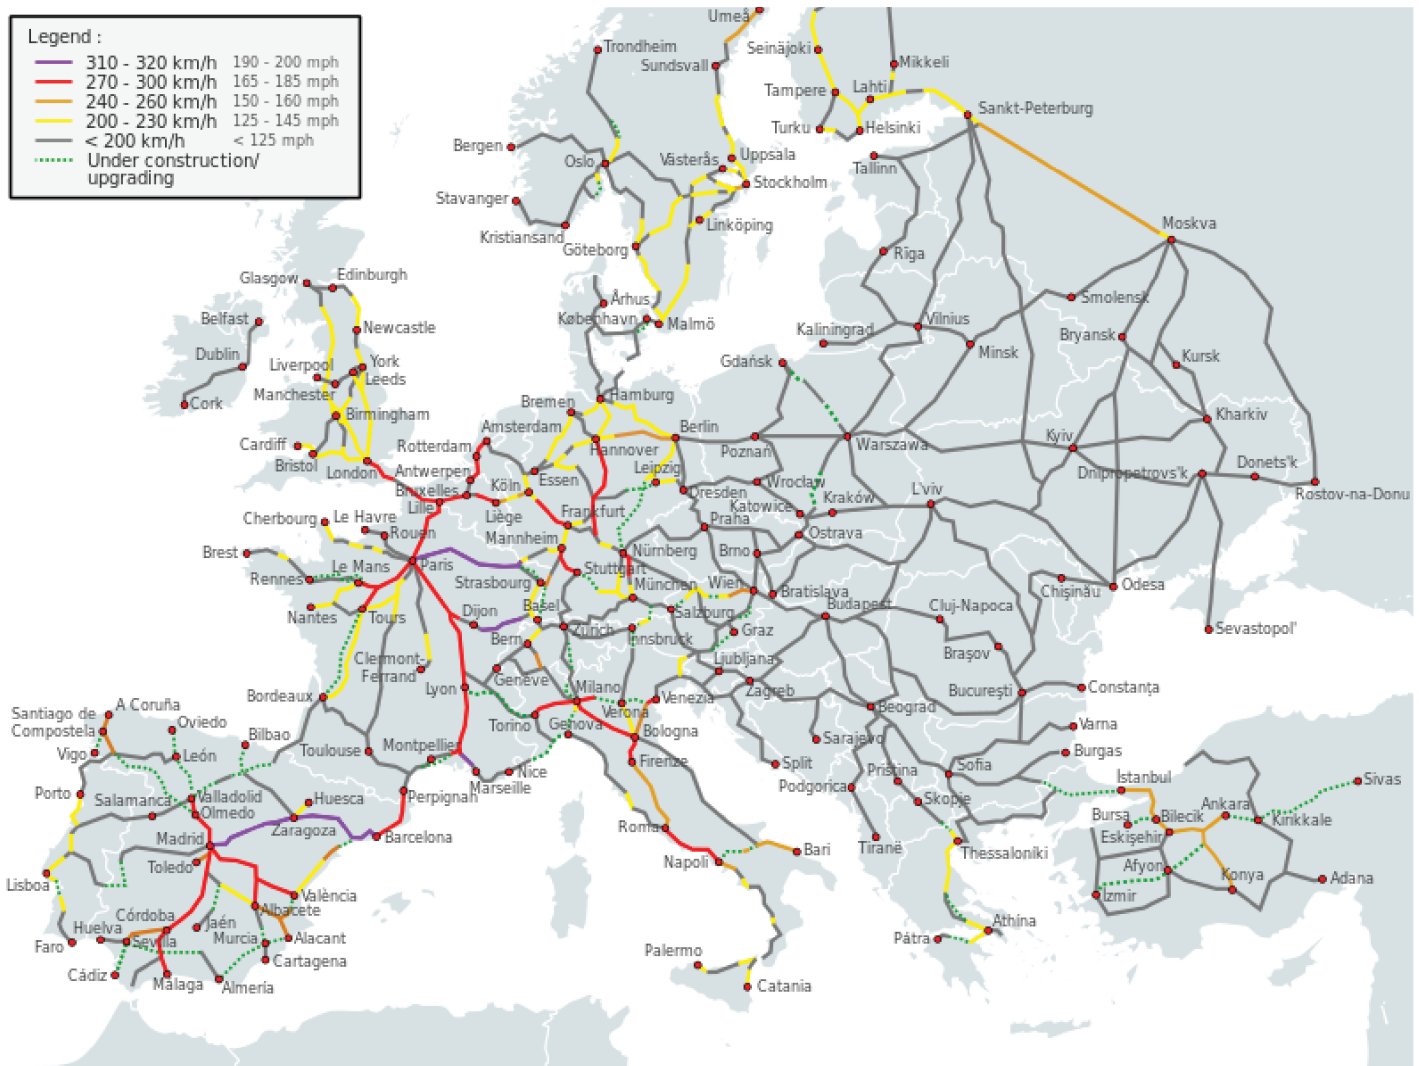 Legend :
310 - 320 km/h 190 - 200 mph
270 - 300 km/h 165 - 185 mph
240 - 260 km/h 150 - 160 mph
200 - 230 km/h 125 - 145 mph
< 200 km/h < 125 mph
Under construction/
upgrading
Umeå
Trondheim
Seinäjoki
Sundsvall
Mikkeli
Tampere
Lahti
Sankt-Peterburg
Turku
Helsinki
Bergen
Oslo
Västerås
Uppsala
Tallinn
Stockholm
Stavanger
Kristiansand
Linköping
Moskva
Göteborg
Rīga
Glasgow
Edinburgh
Århus
Smolensk
Belfast
København
Malmö
Vilnius
Newcastle
Kaliningrad
Bryansk
Minsk
Dublin
Liverpool
York
Leeds
Gdańsk
Kursk
Manchester
Cork
Birmingham
Bremen
Hamburg
Kharkiv
Amsterdam
Berlin
Cardiff
Rotterdam
Hannover
Poznań
Warszawa
Kyiv
Bristol
London
Antwerpen
Essen
Leipzig
Dnipropetrovs'k
Donets'k
Bruxelles
Köln
Dresden
Wrocław
Rostov-na-Donu
Lille
Liège
Frankfurt
Katowice
Kraków
L'viv
Cherbourg
Le Havre
Rouen
Mannheim
Praha
Ostrava
Brest
Paris
Nürnberg
Brno
Le Mans
Rennes
Strasbourg
Stuttgart
München
Wien
Bratislava
Chişinău
Odesa
Nantes
Tours
Dijon
Basel
Salzburg
Budapest
Cluj-Napoca
Zürich
Innsbruck
Graz
Sevastopol'
Bern
Clermont-
Ferrand
Ljubljana
Braşov
Genève
Lyon
Milano
Venezia
Zagreb
Bucureşti
Constanţa
Bordeaux
Verona
Beograd
A Coruña
Santiago de
Compostela
Oviedo
Torino
Genova
Bologna
Varna
Bilbao
Vigo
León
Toulouse
Montpellier
Sarajevo
Burgas
Firenze
Split
Sofia
Nice
Marseille
Priština
Podgorica
İstanbul
Sivas
Porto
Salamanca
Valladolid
Olmedo
Huesca
Perpignan
Skopje
Ankara
Bursa
Bilecik
Kırıkkale
Zaragoza
Roma
Eskişehir
Madrid
Barcelona
Tiranë
Thessaloníki
Bari
Toledo
Napoli
Afyon
Konya
Adana
Lisboa
València
İzmir
Albacete
Córdoba
Jaén
Huelva
Athína
Faro
Sevilla
Murcia
Alacant
Pátra
Palermo
Cartagena
Cádiz
Málaga
Almería
Catania